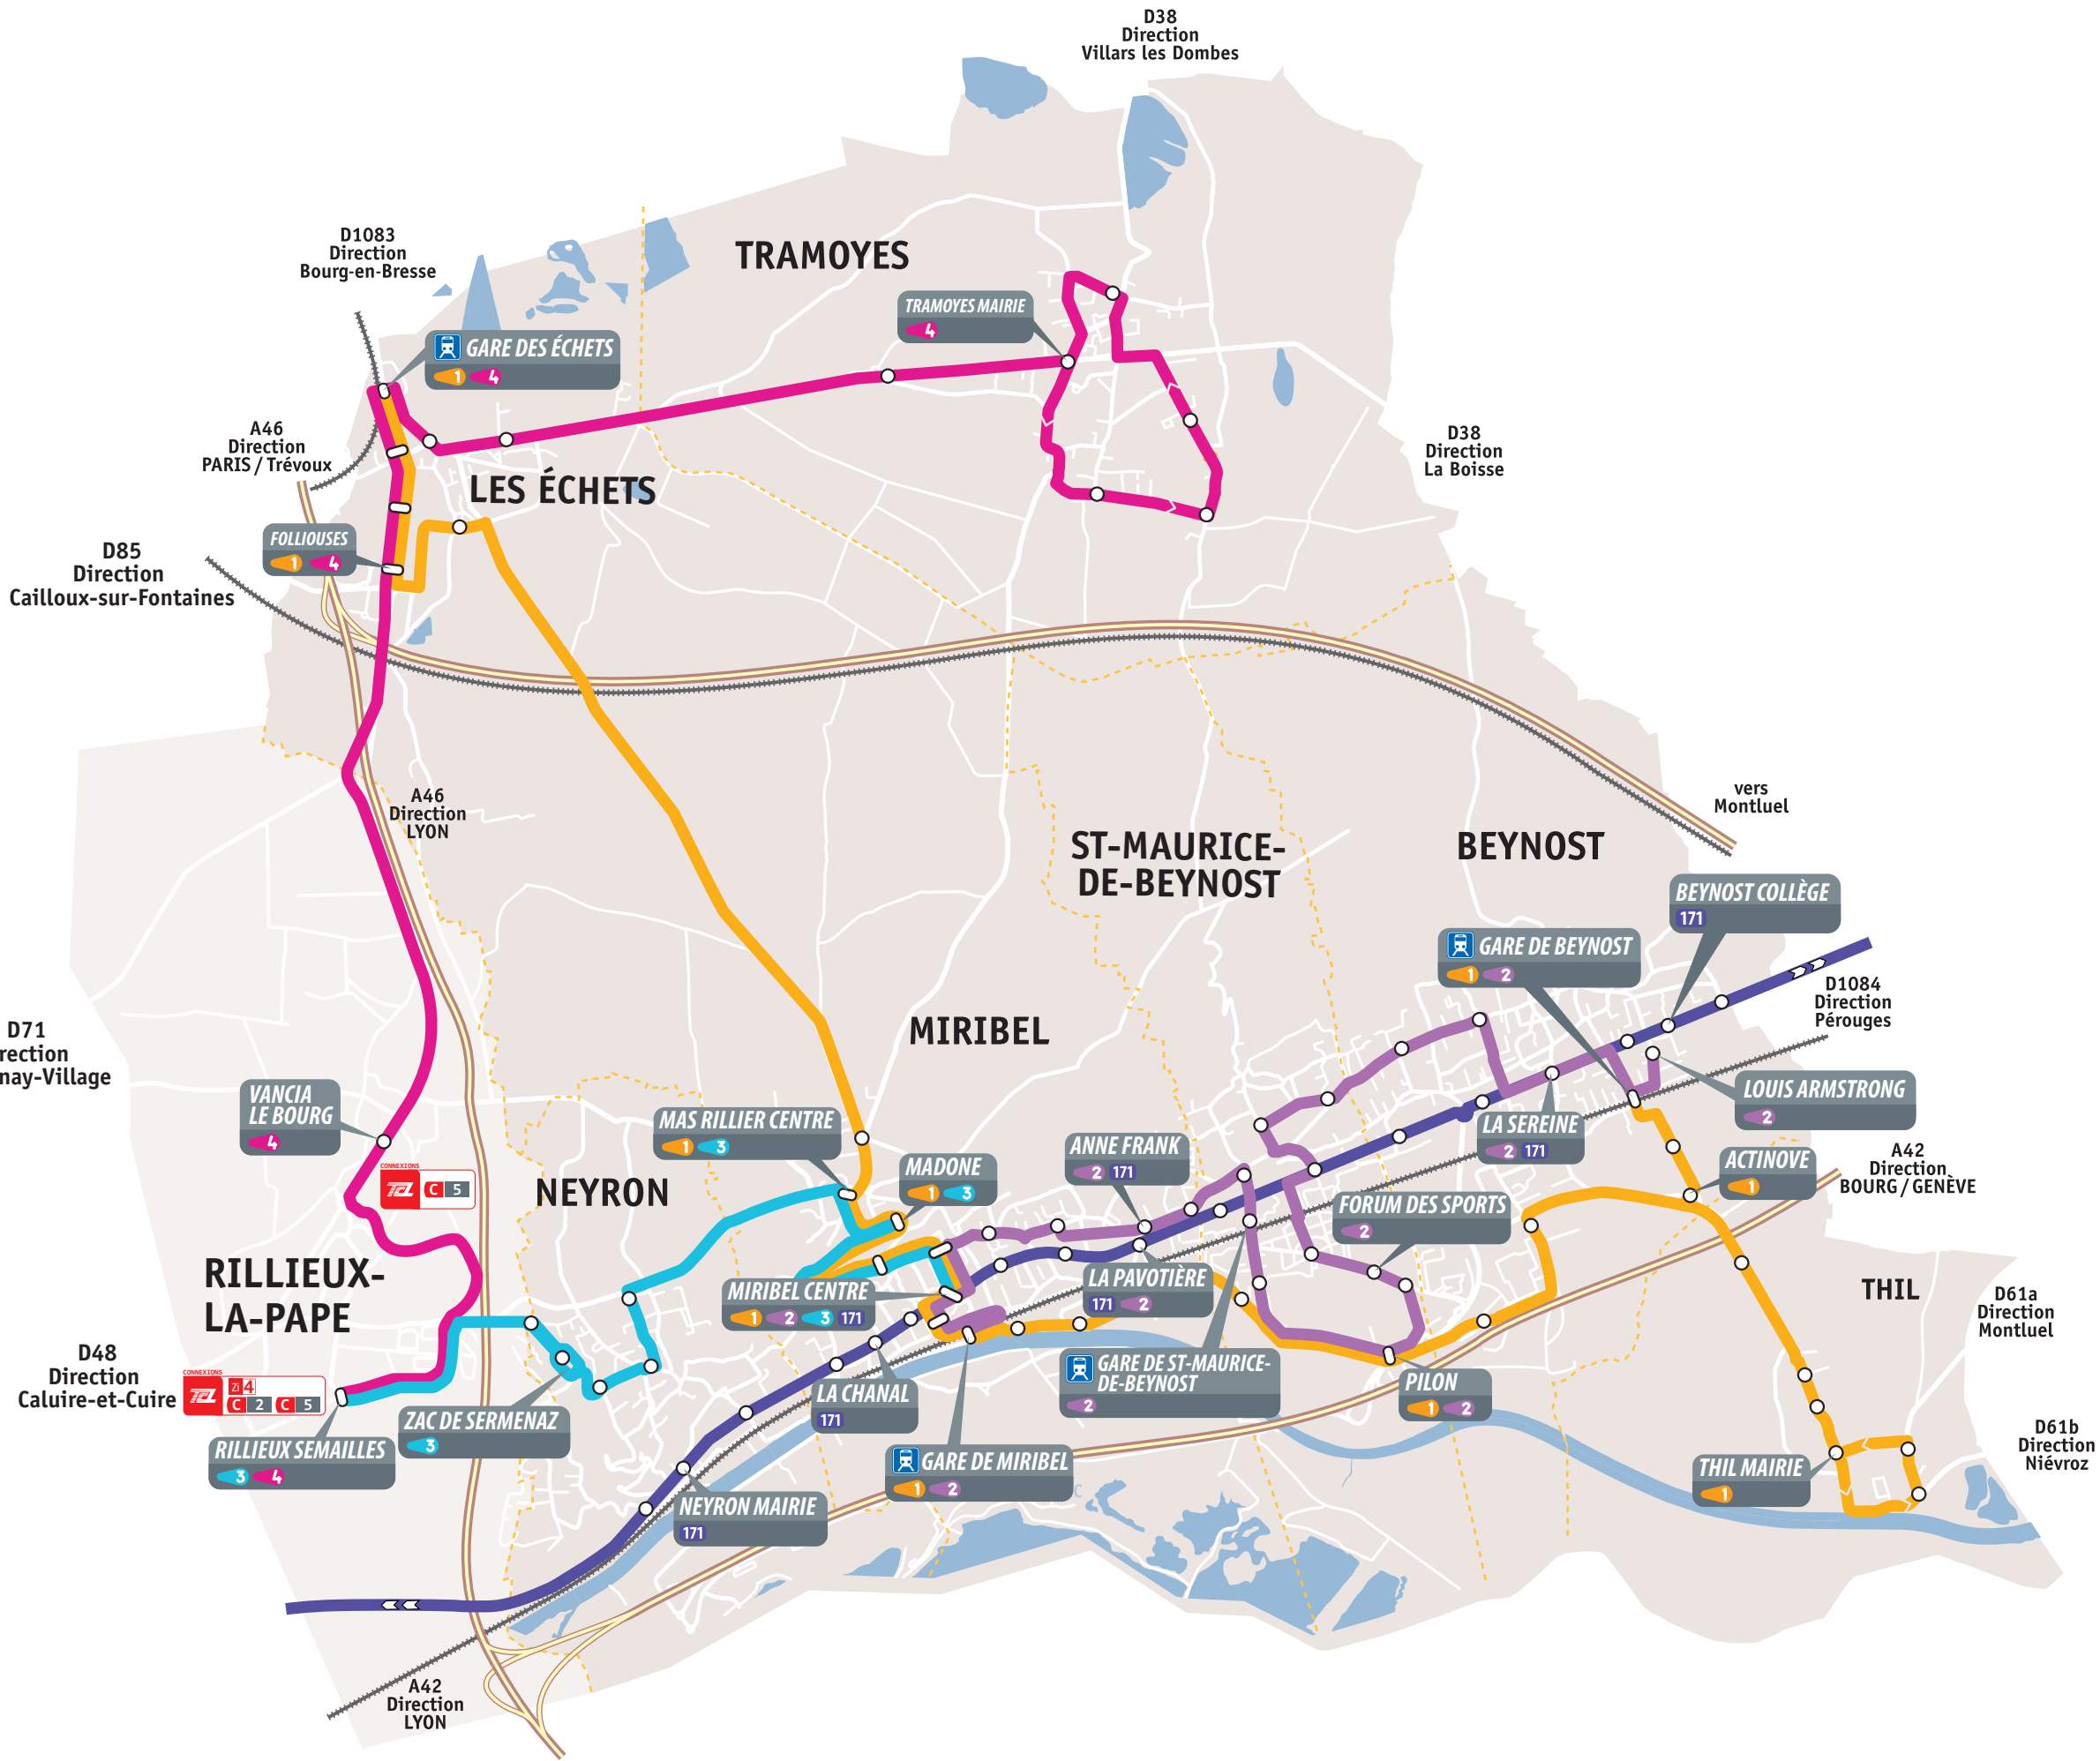 D38
Direction
Villars les Dombes
D1083
Direction
Bourg-en-Bresse
TRAMOYES
TRAMOYES MAIRIE
4
GARE DES ÉCHETS
1 4
A46
Direction
PARIS / Trévoux
D38
Direction
La Boisse
LES ÉCHETS
FOLLIOUSES
1 4
D85
Direction
Cailloux-sur-Fontaines
A46
Direction
LYON
vers
Montluel
ST-MAURICE-
DE-BEYNOST
BEYNOST
BEYNOST COLLÈGE
171
GARE DE BEYNOST
1 2
D1084
Direction
Pérouges
D71
rection
nay-Village
MIRIBEL
VANCIA
LE BOURG
4
LOUIS ARMSTRONG
2
MAS RILLIER CENTRE
1 3
LA SEREINE
2 171
ANNE FRANK
2 171
MADONE
1 3
ACTINOVE
1
A42
Direction
BOURG / GENÈVE
CONNEXIONS
TCL C 5
NEYRON
FORUM DES SPORTS
2
RILLIEUX-
LA-PAPE
MIRIBEL CENTRE
1 2 3 171
LA PAVOTIÈRE
171 2
THIL
D61a
Direction
Montluel
D48
Direction
Caluire-et-Cuire
CONNEXIONS
TCL Zi 4
C 2 C 5
GARE DE ST-MAURICE-
DE-BEYNOST
2
LA CHANAL
171
PILON
1 2
ZAC DE SERMENAZ
3
RILLIEUX SEMAILLES
3 4
GARE DE MIRIBEL
1 2
THIL MAIRIE
1
D61b
Direction
Niévroz
NEYRON MAIRIE
171
A42
Direction
LYON